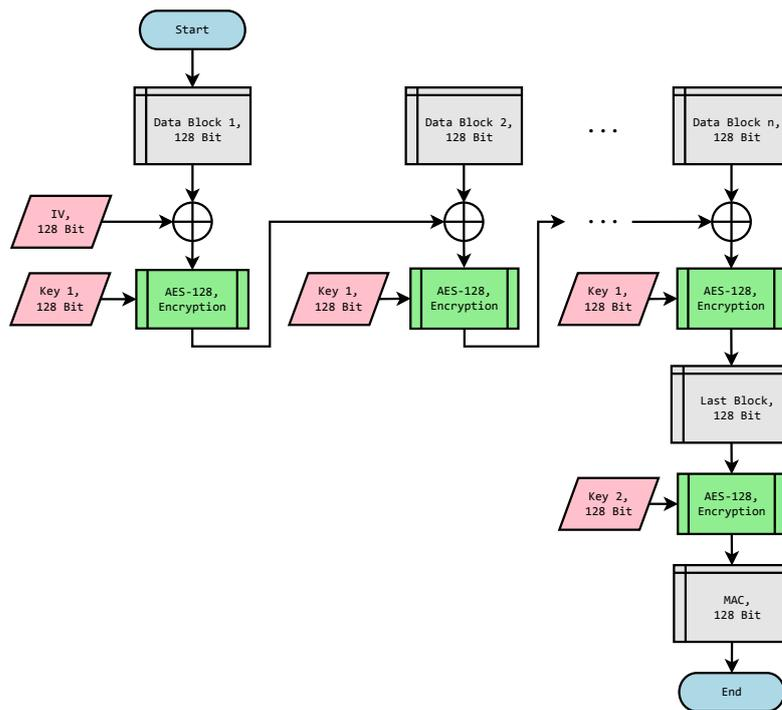 Start
Data Block 1,
128 Bit
Data Block 2,
128 Bit
...
Data Block n,
128 Bit
IV,
128 Bit
...
Key 1,
128 Bit
AES-128,
Encryption
Key 1,
128 Bit
AES-128,
Encryption
Key 1,
128 Bit
AES-128,
Encryption
Last Block,
128 Bit
Key 2,
128 Bit
AES-128,
Encryption
MAC,
128 Bit
End